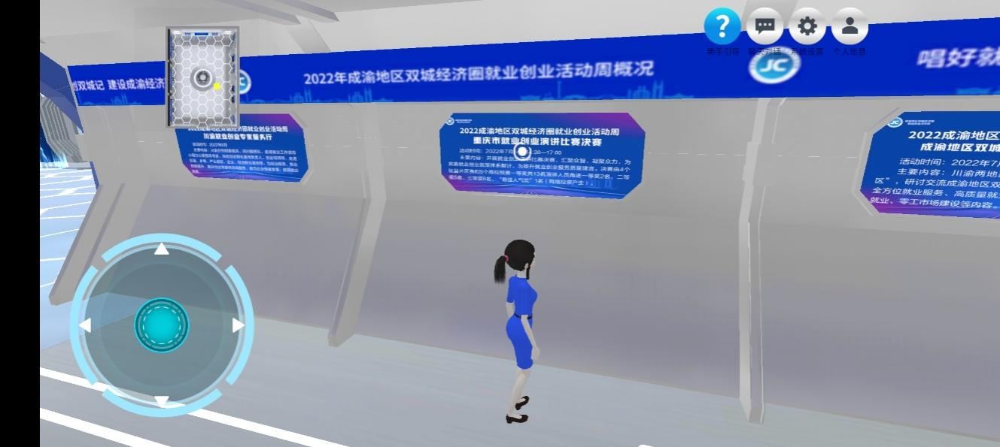 新手引导
聊天对话
系统设置
个人信息
双城记 建设成渝经济
2022年成渝地区双城经济圈就业创业活动周概况
JC
唱好
地区双城经济圈就业创业活动周
川渝就业创业专家服务行
2022成渝地区双城经济圈就业创业活动周
重庆市就业创业演讲比赛决赛
活动时间：2022年7月
:30—17:00
主要内容：开展就业创业演讲比赛决赛，汇聚众智、凝聚众力，为
完善就业创业政策体系献计，为提升就业创业服务质量建言。决赛由4个
区县片区赛和5个高校预赛一等奖共13名演讲人员角逐一等奖2名、二等
奖5名、三等奖6名、“最佳人气奖”1名（网络投票产生）。
2022成渝地区
成渝地区双城
活动时间：2022年7月
主要内容：川渝两地
区”，研讨交流成渝地区双
全方位就业服务、高质量就
就业、零工市场建设等内容。